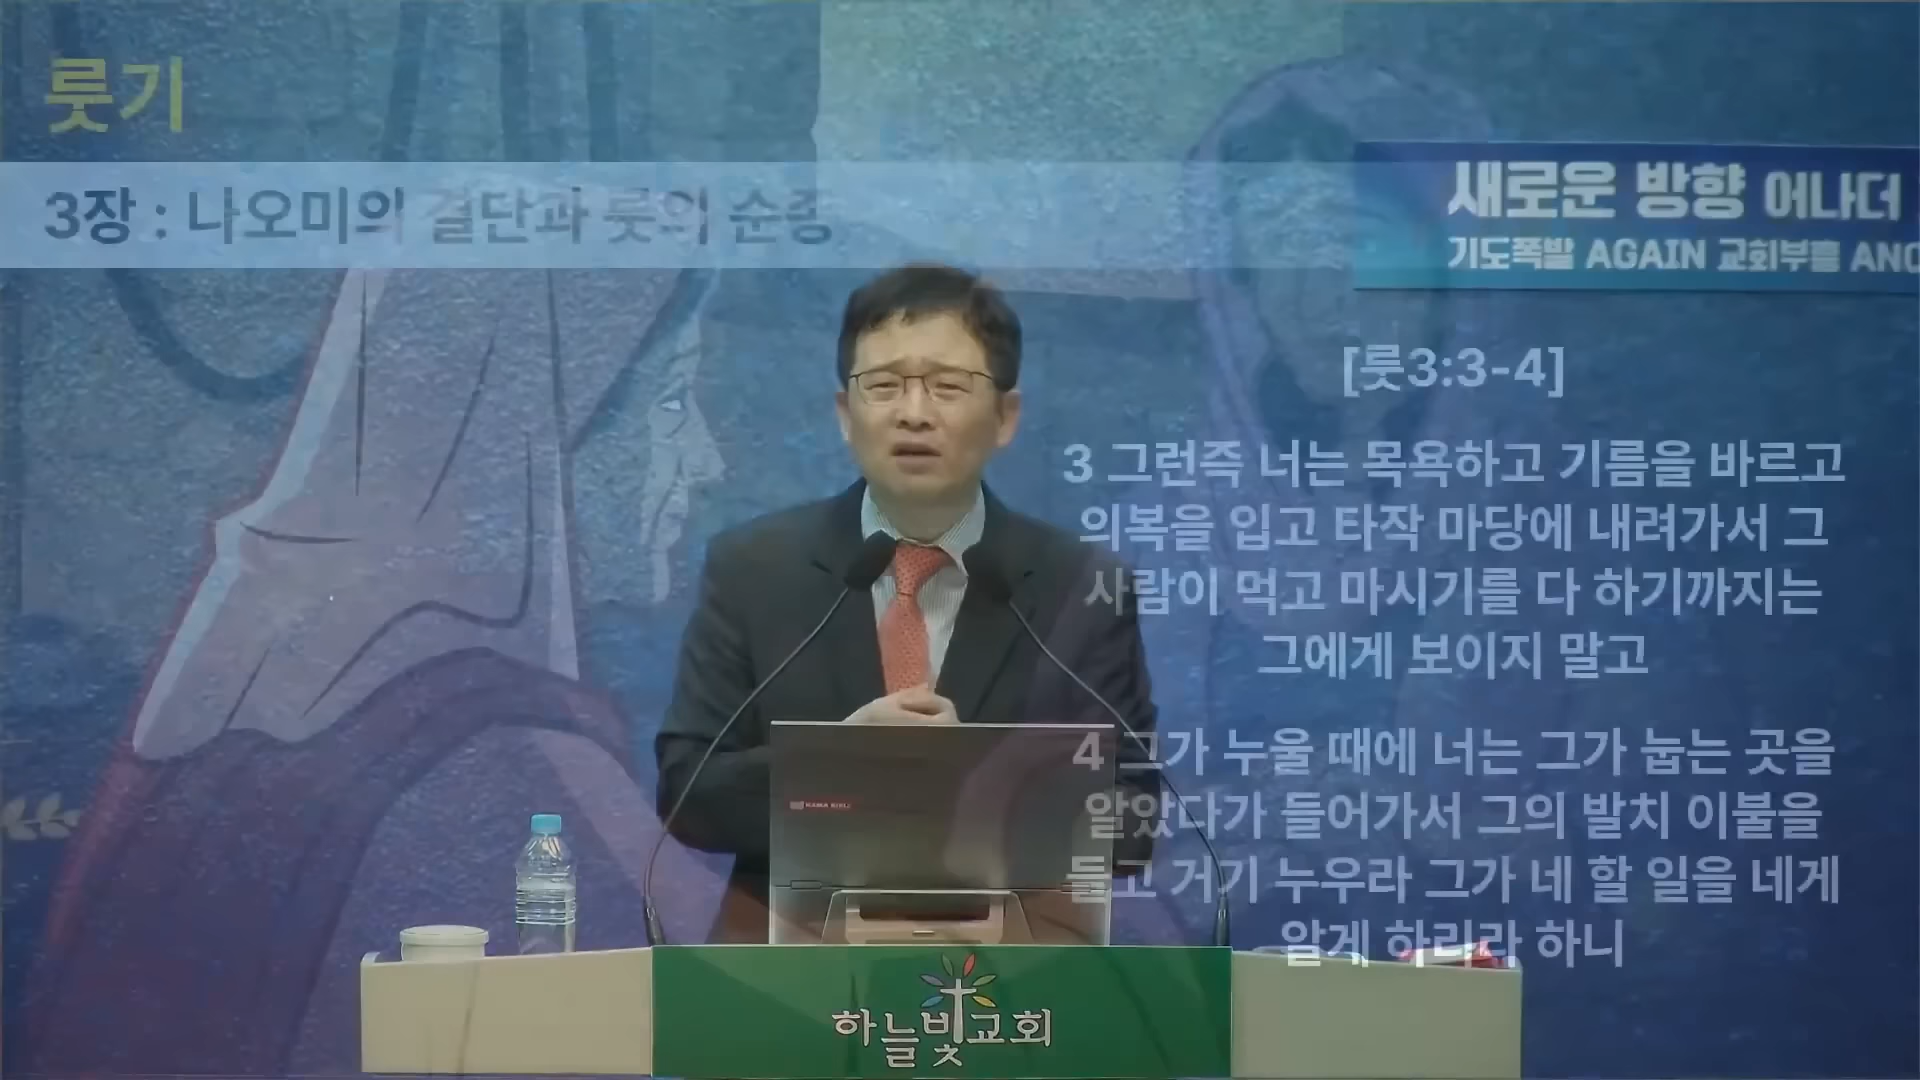 룻기
3장 : 나오미의 결단과 룻의 순종
새로운 방향 어나더
기도폭발 AGAIN 교회부흥 ANO
[룻3:3-4]
3 그런즉 너는 목욕하고 기름을 바르고
의복을 입고 타작 마당에 내려가서 그
사람이 먹고 마시기를 다 하기까지는
그에게 보이지 말고
4 그가 누울 때에 너는 그가 눕는 곳을
알았다가 들어가서 그의 발치 이불을
들고 거기 누우라 그가 네 할 일을 네게
알게 하리라 하니
하늘빛교회